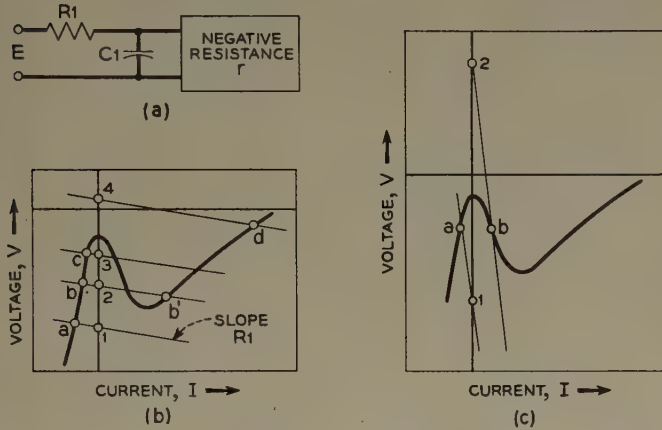 R1
E
C1
NEGATIVE
RESISTANCE
r
(a)
VOLTAGE, V
4
d
c
3
b
2
b'
a
1
SLOPE
R1
CURRENT, I
(b)
VOLTAGE, V
2
a
b
1
CURRENT, I
(c)